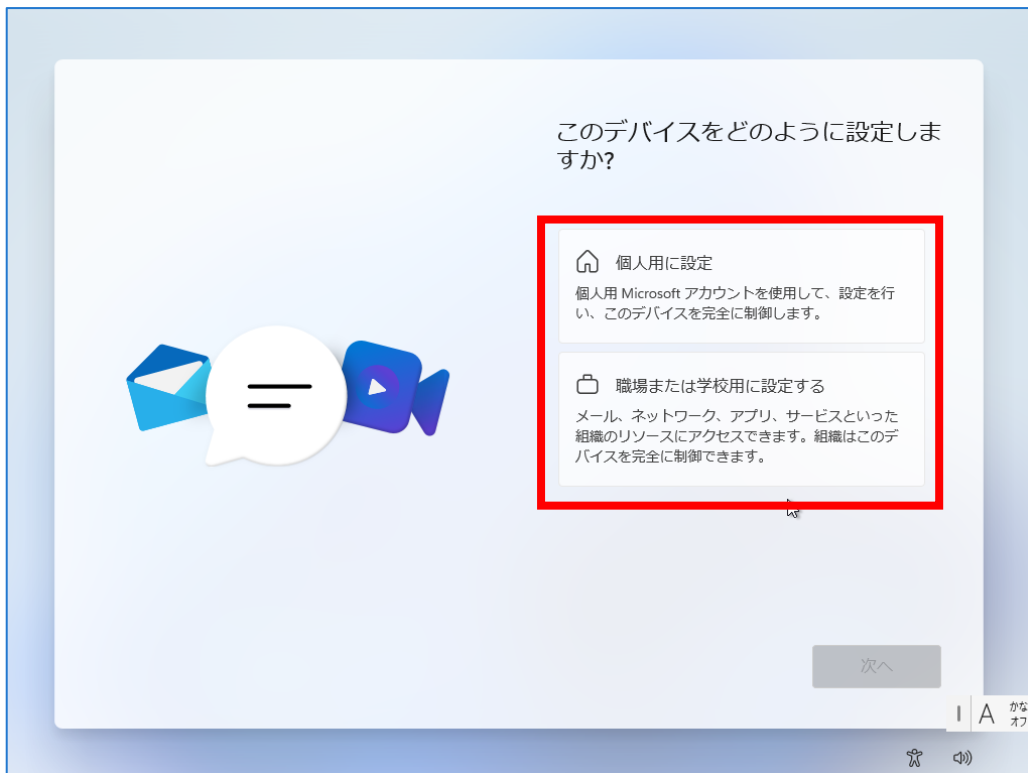 このデバイスをどのように設定しま
すか?
個人用に設定
個人用 Microsoft アカウントを使用して、設定を行
い、このデバイスを完全に制御します。
職場または学校用に設定する
メール、ネットワーク、アプリ、サービスといった
組織のリソースにアクセスできます。組織はこのデ
バイスを完全に制御できます。
次へ
A
かな
オフ